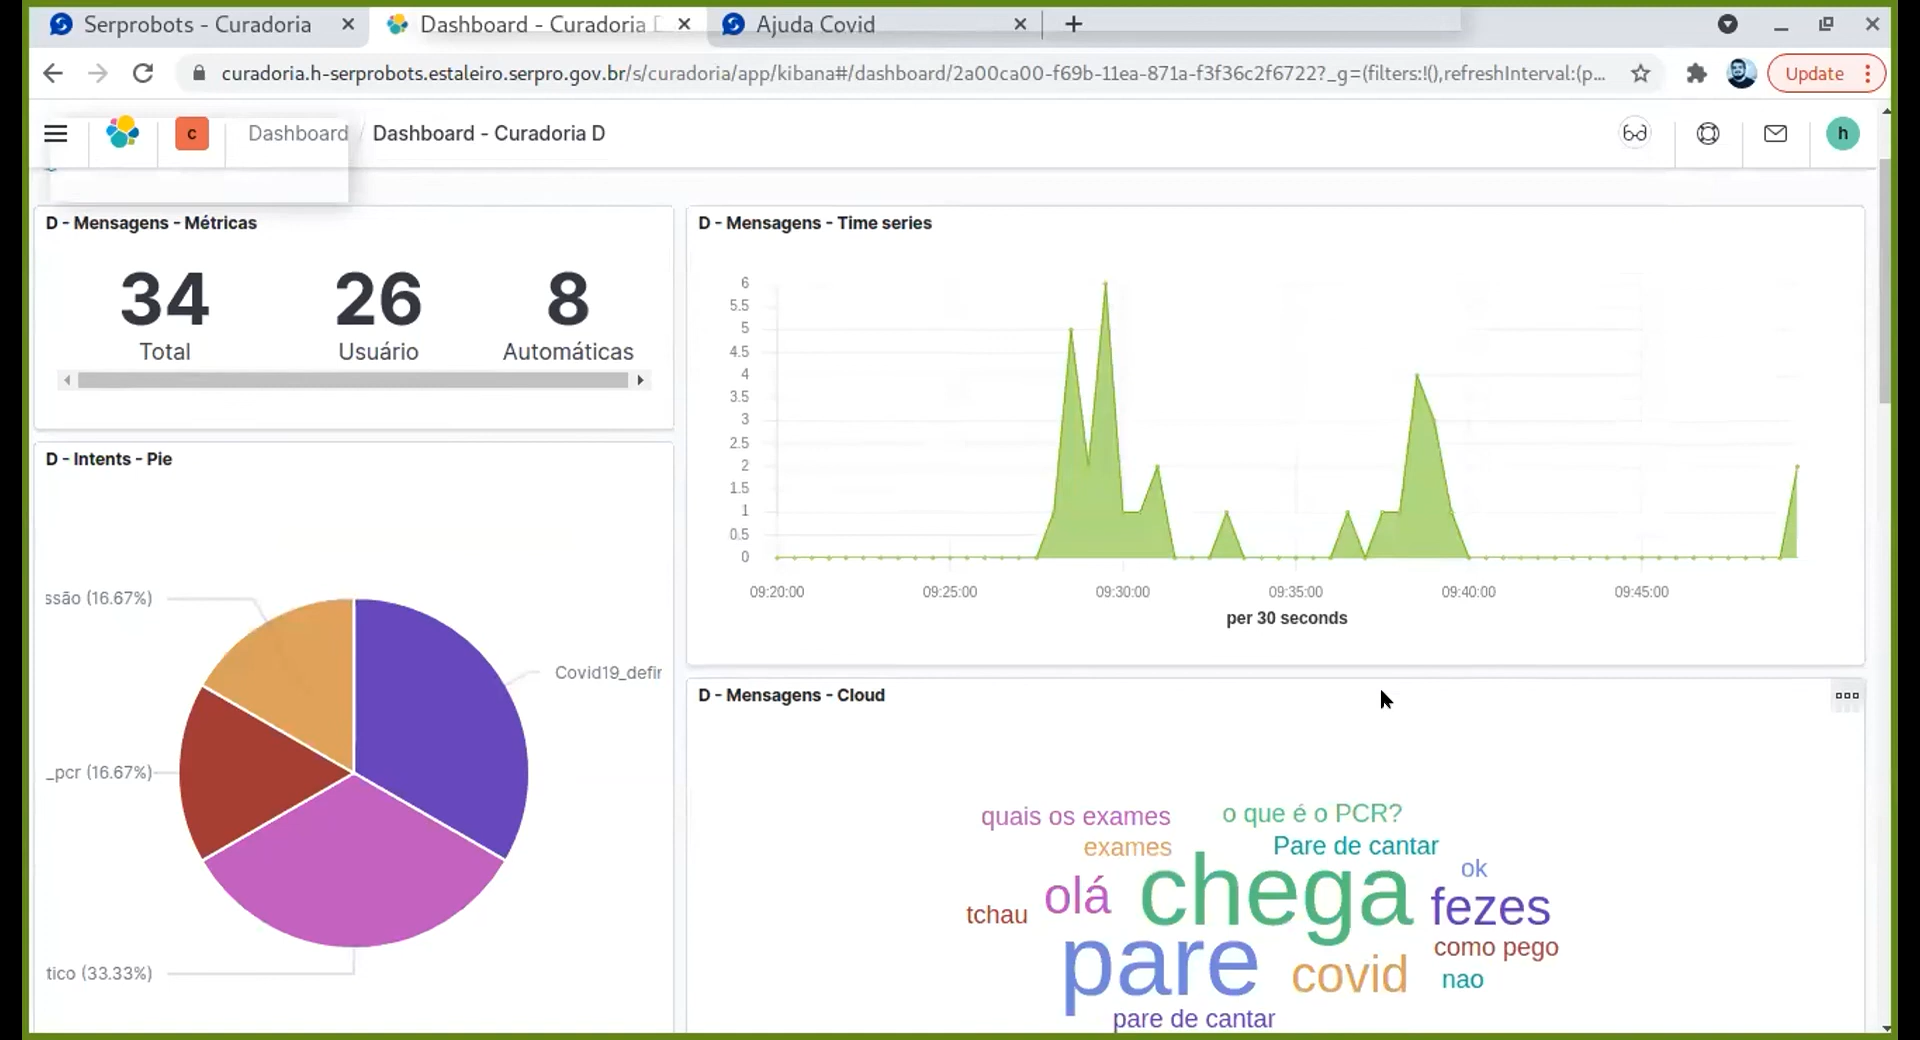 Serprobots - Curadoria
Dashboard - Curadoria D
Ajuda Covid
curadoria.h-serprobots.estaleiro.serpro.gov.br/s/curadoria/app/kibana#/dashboard/2a00ca00-f69b-11ea-871a-f3f36c2f6722?_g=(filters:!(),refreshInterval:(p...
Update
c
Dashboard / Dashboard - Curadoria D
h
D - Mensagens - Métricas
34 26 8
Total Usuário Automáticas
D - Mensagens - Time series
6
5.5
5
4.5
4
3.5
3
2.5
2
1.5
1
0.5
0
09:20:00 09:25:00 09:30:00 09:35:00 09:40:00 09:45:00
per 30 seconds
D - Intents - Pie
ssão (16.67%)
Covid19_defir
_pcr (16.67%)
tico (33.33%)
D - Mensagens - Cloud
quais os exames
o que é o PCR?
exames
Pare de cantar
ok
olá
chega
fezes
tchau
como pego
pare
covid
nao
pare de cantar